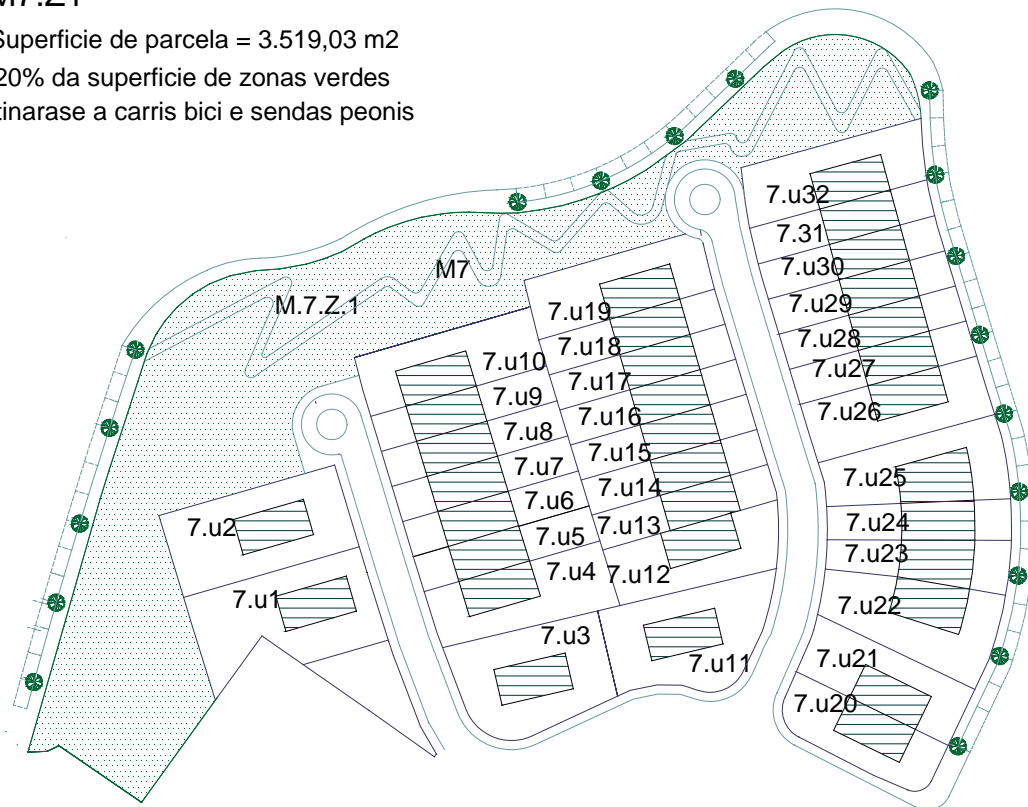 M7.Z1
Superficie de parcela = 3.519,03 m2
20% da superficie de zonas verdes
tinarase a carris bici e sendas peonis
7.u32
7.31
7.u30
7.u29
7.u28
7.u27
7.u26
M7
M.7.Z.1
7.u19
7.u18
7.u17
7.u16
7.u15
7.u14
7.u13
7.u12
7.u10
7.u9
7.u8
7.u7
7.u6
7.u5
7.u4
7.u25
7.u24
7.u23
7.u22
7.u2
7.u1
7.u3
7.u11
7.u21
7.u20